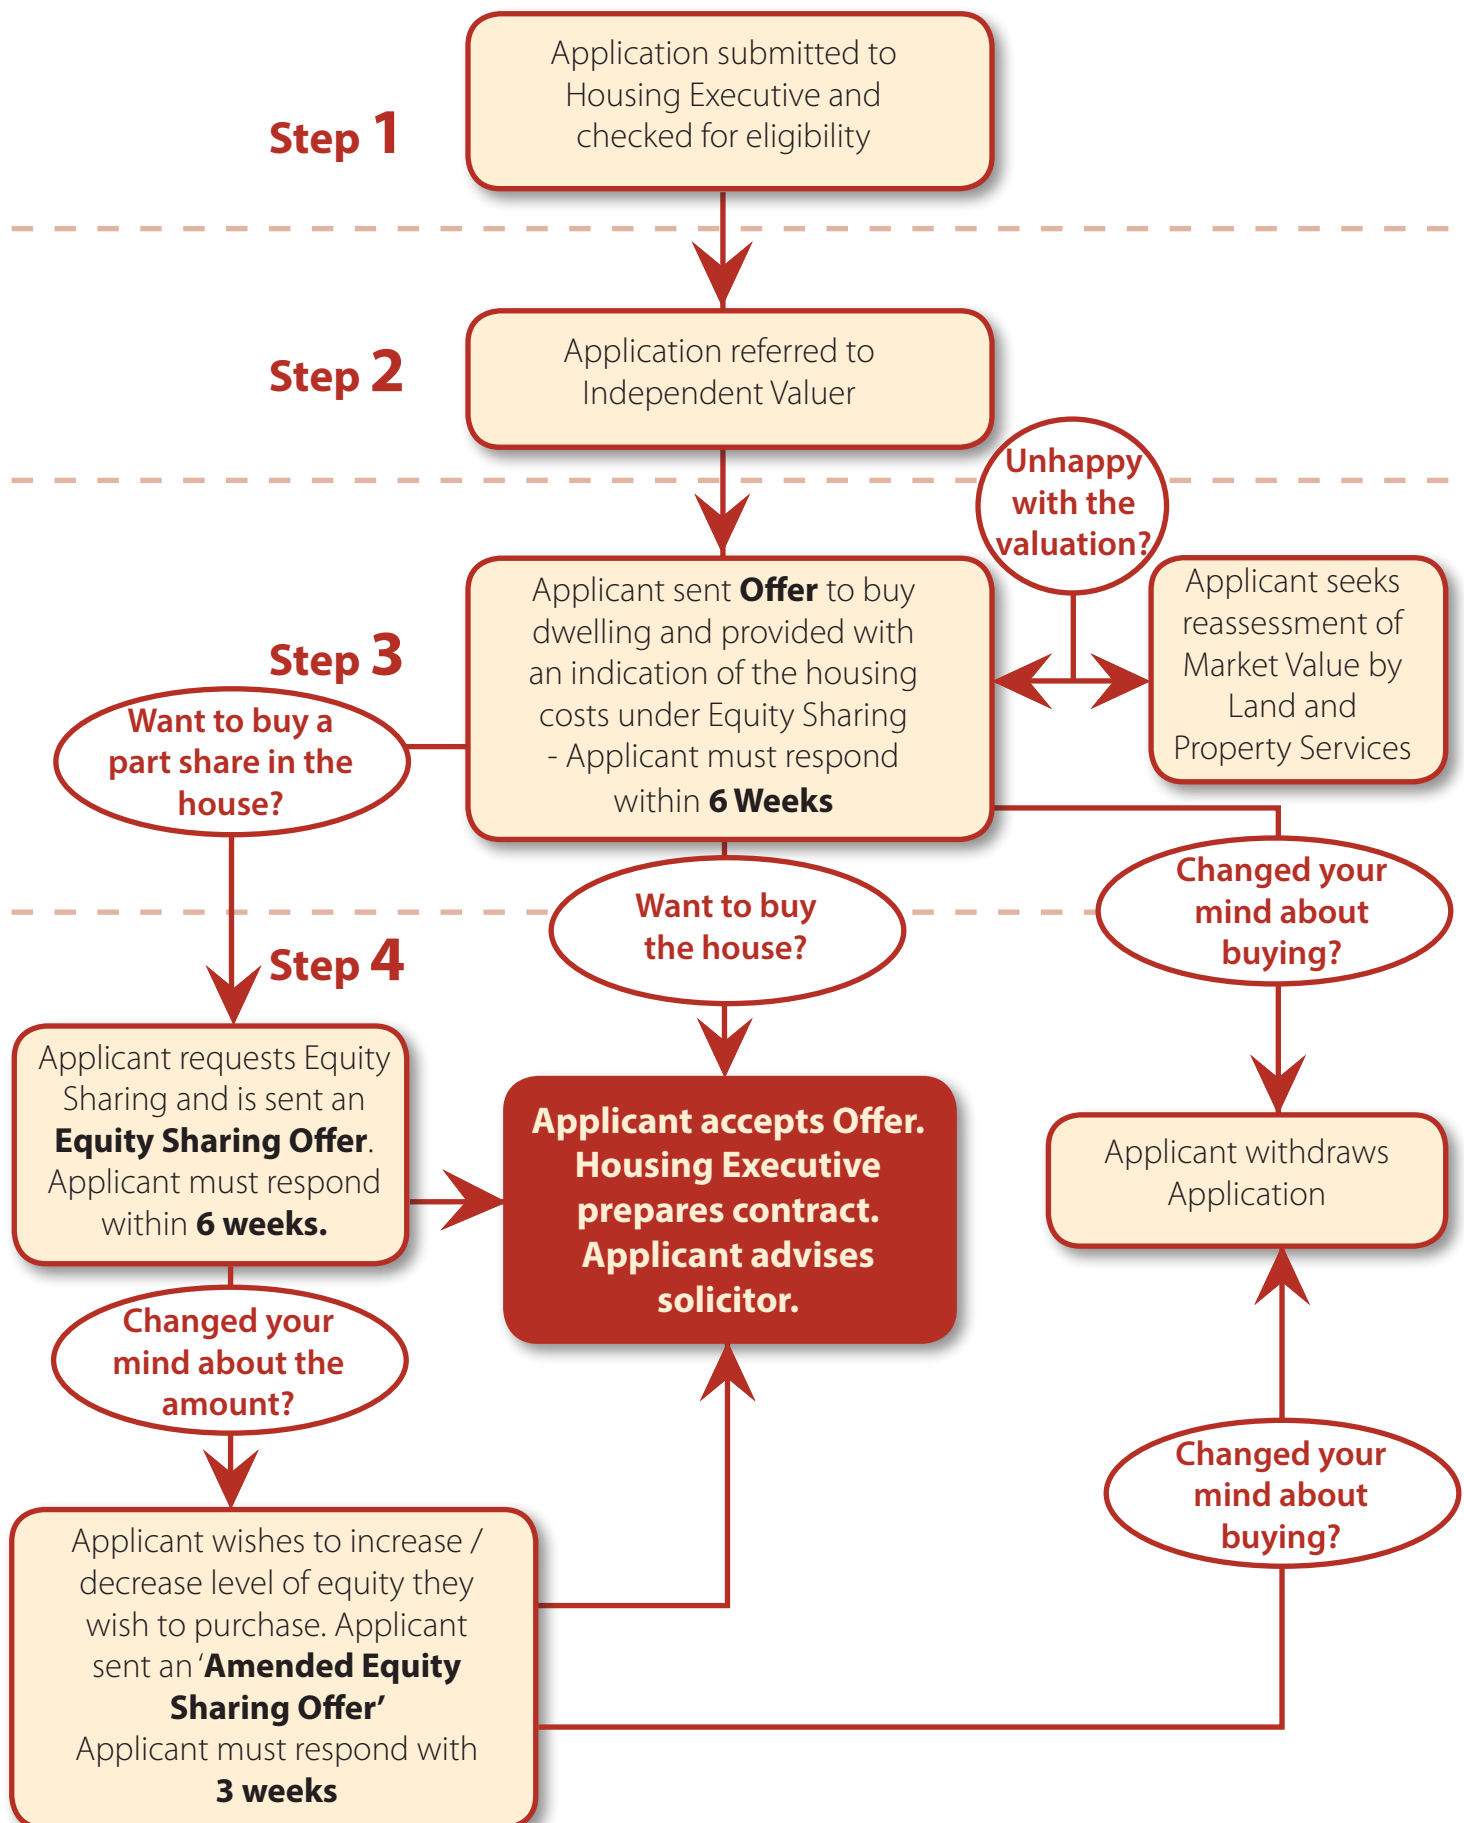 Application submitted to
Housing Executive and
checked for eligibility
Step 1
Step 2
Application referred to
Independent Valuer
Unhappy
with the
valuation?
Step 3
Applicant sent Offer to buy
dwelling and provided with
an indication of the housing
costs under Equity Sharing
- Applicant must respond
within 6 Weeks
Applicant seeks
reassessment of
Market Value by
Land and
Property Services
Want to buy a
part share in the
house?
Want to buy
the house?
Changed your
mind about
buying?
Step 4
Applicant requests Equity
Sharing and is sent an
Equity Sharing Offer.
Applicant must respond
within 6 weeks.
Applicant accepts Offer.
Housing Executive
prepares contract.
Applicant advises
solicitor.
Applicant withdraws
Application
Changed your
mind about the
amount?
Changed your
mind about
buying?
Applicant wishes to increase /
decrease level of equity they
wish to purchase. Applicant
sent an ‘Amended Equity
Sharing Offer’
Applicant must respond with
3 weeks